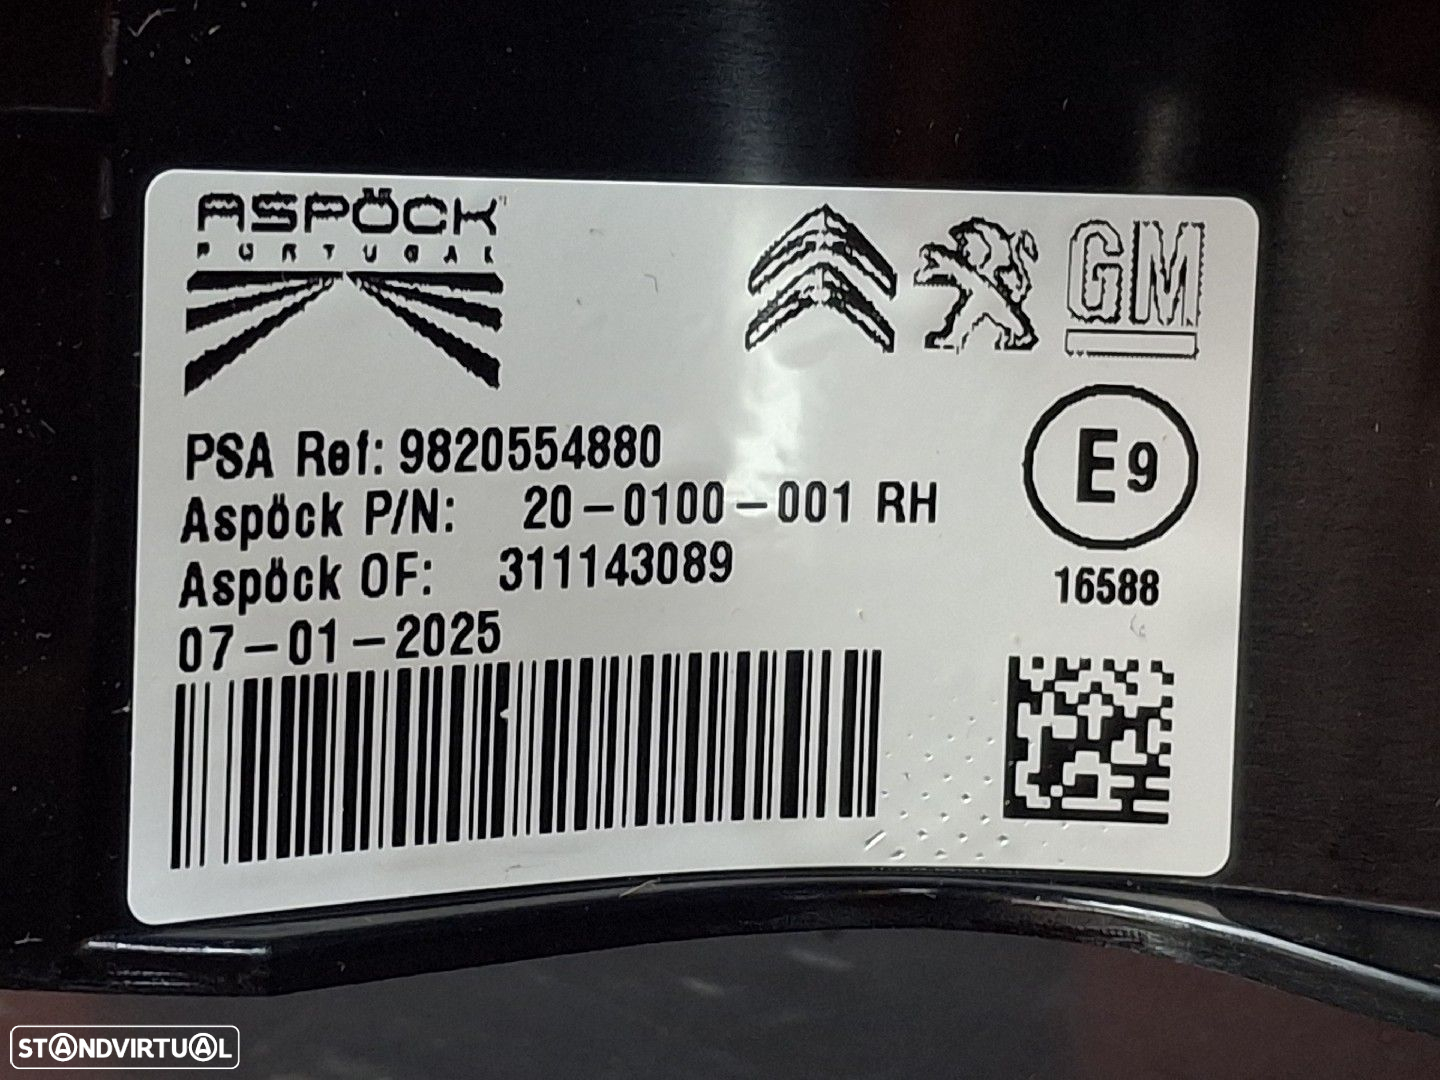 ASPÖCK
PORTUGAL
GM
PSA Ref: 9820554880
Aspöck P/N: 20-0100-001 RH
Aspöck OF: 311143089
07-01-2025
E9
16588
STANDVIRTUAL